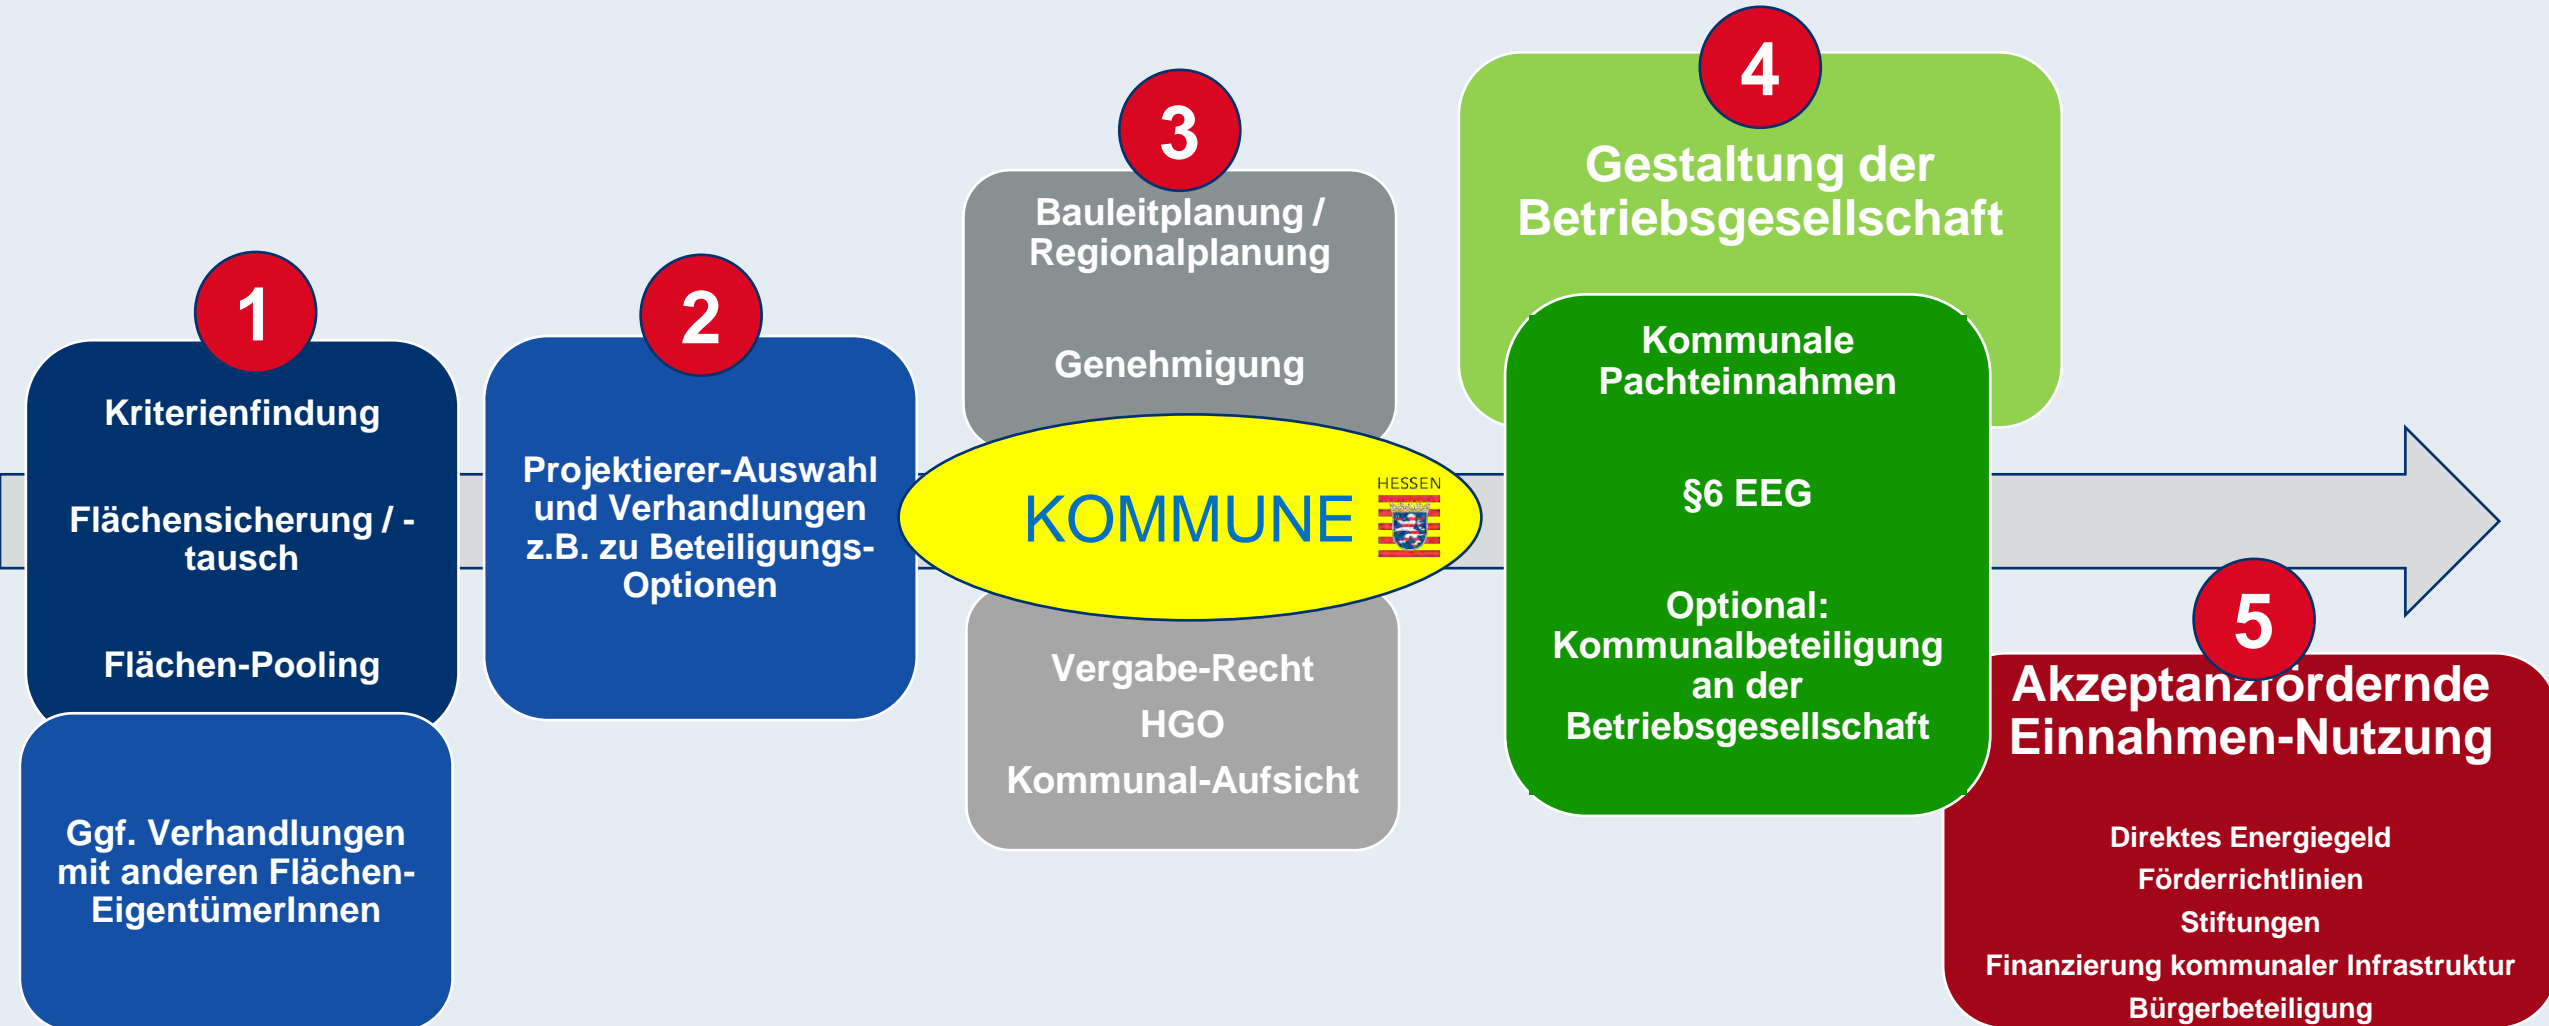 1
Kriterienfindung
Flächensicherung / -
tausch
Flächen-Pooling
Ggf. Verhandlungen
mit anderen Flächen-
EigentümerInnen
2
Projektierer-Auswahl
und Verhandlungen
z.B. zu Beteiligungs-
Optionen
3
Bauleitplanung /
Regionalplanung
Genehmigung
KOMMUNE
HESSEN
Vergabe-Recht
HGO
Kommunal-Aufsicht
4
Gestaltung der
Betriebsgesellschaft
Kommunale
Pachteinnahmen
§6 EEG
Optional:
Kommunalbeteiligung
an der
Betriebsgesellschaft
5
Akzeptanzfördernde
Einnahmen-Nutzung
Direktes Energiegeld
Förderrichtlinien
Stiftungen
Finanzierung kommunaler Infrastruktur
Bürgerbeteiligung